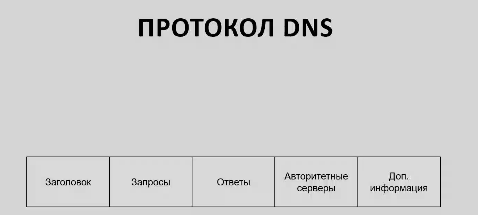 ПРОТОКОЛ DNS
Заголовок
Запросы
Ответы
Авторитетные
серверы
Доп.
информация